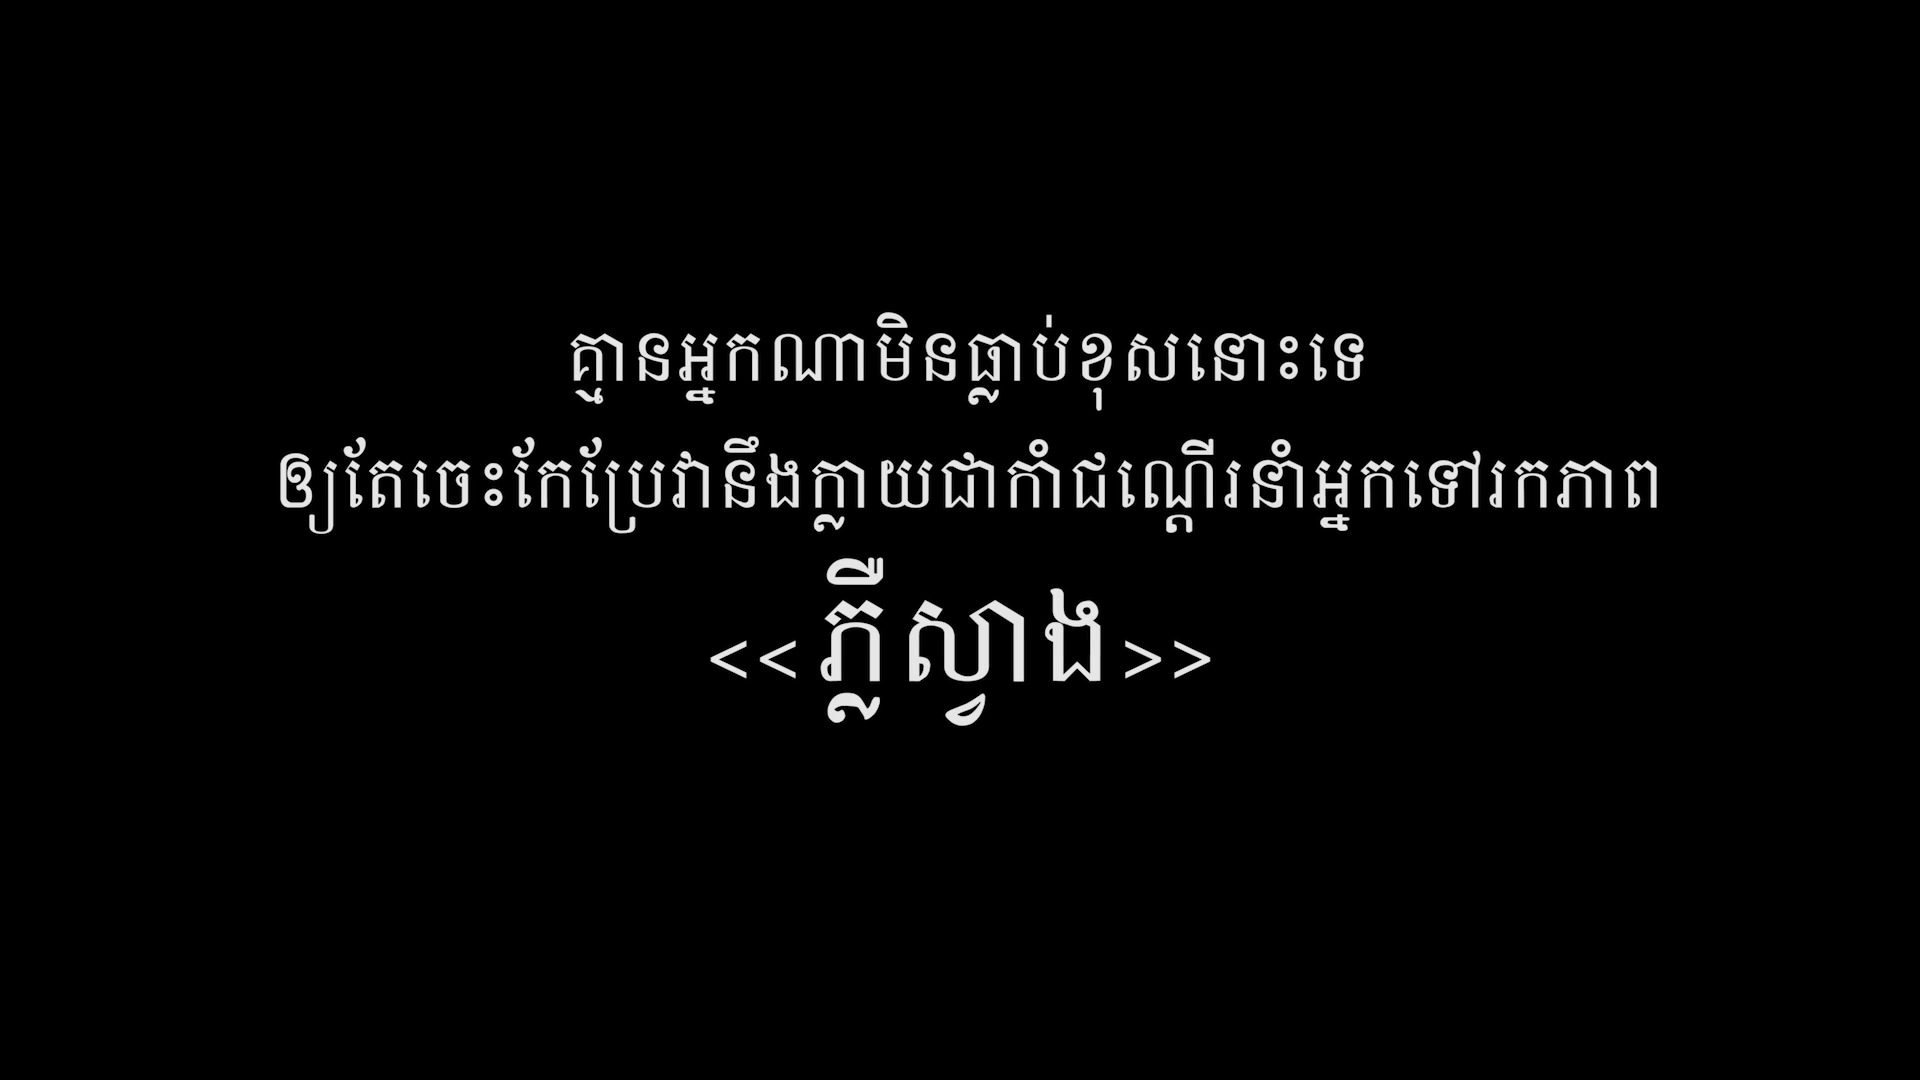 គ្មានអ្នកណាមិនធ្លាប់ខុសនោះទេ
ឲ្យតែចេះកែប្រែវានឹងក្លាយជាកាំជណ្ដើរនាំអ្នកទៅរកភាព
<<ភ្លឺស្វាង>>